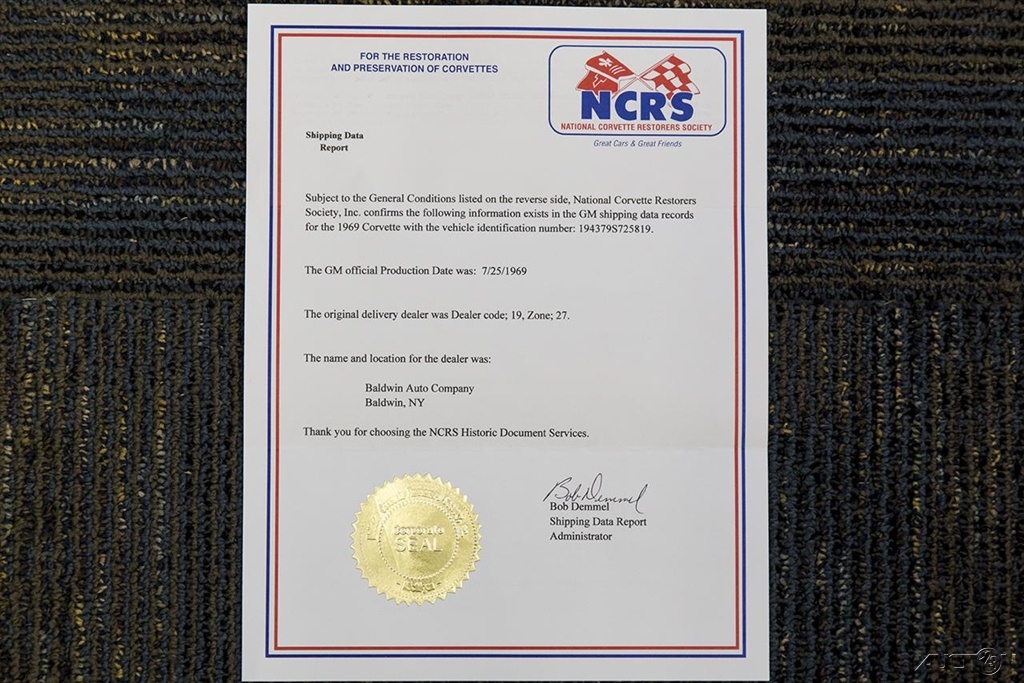 FOR THE RESTORATION
AND PRESERVATION OF CORVETTES
NCRS
NATIONAL CORVETTE RESTORERS SOCIETY
Great Cars & Great Friends
Shipping Data
Report
Subject to the General Conditions listed on the reverse side, National Corvette Restorers
Society, Inc. confirms the following information exists in the GM shipping data records
for the 1969 Corvette with the vehicle identification number: 194379S725819.
The GM official Production Date was: 7/25/1969
The original delivery dealer was Dealer code; 19, Zone; 27.
The name and location for the dealer was:
Baldwin Auto Company
Baldwin, NY
Thank you for choosing the NCRS Historic Document Services.
Bob Demmel
Bob Demmel
Shipping Data Report
Administrator
Corporate
SEAL